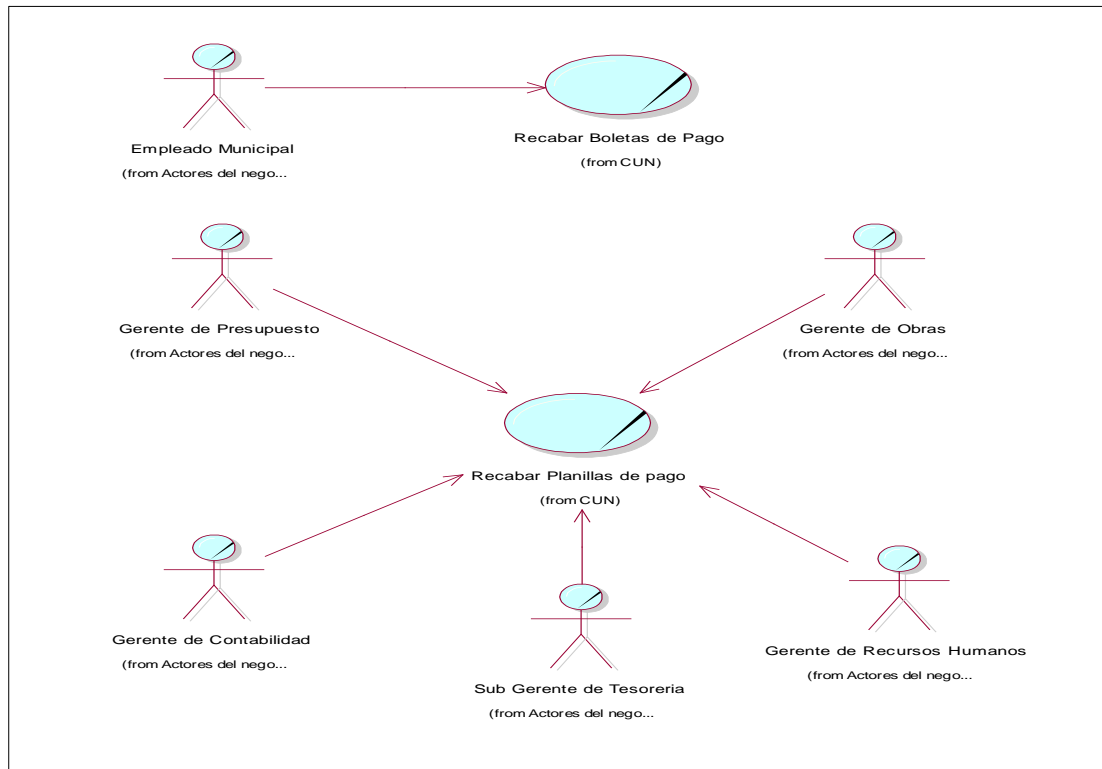 Empleado Municipal
(from Actores del nego...
Recabar Boletas de Pago
(from CUN)
Gerente de Presupuesto
(from Actores del nego...
Gerente de Obras
(from Actores del nego...
Recabar Planillas de pago
(from CUN)
Gerente de Contabilidad
(from Actores del nego...
Sub Gerente de Tesoreria
(from Actores del nego...
Gerente de Recursos Humanos
(from Actores del nego...